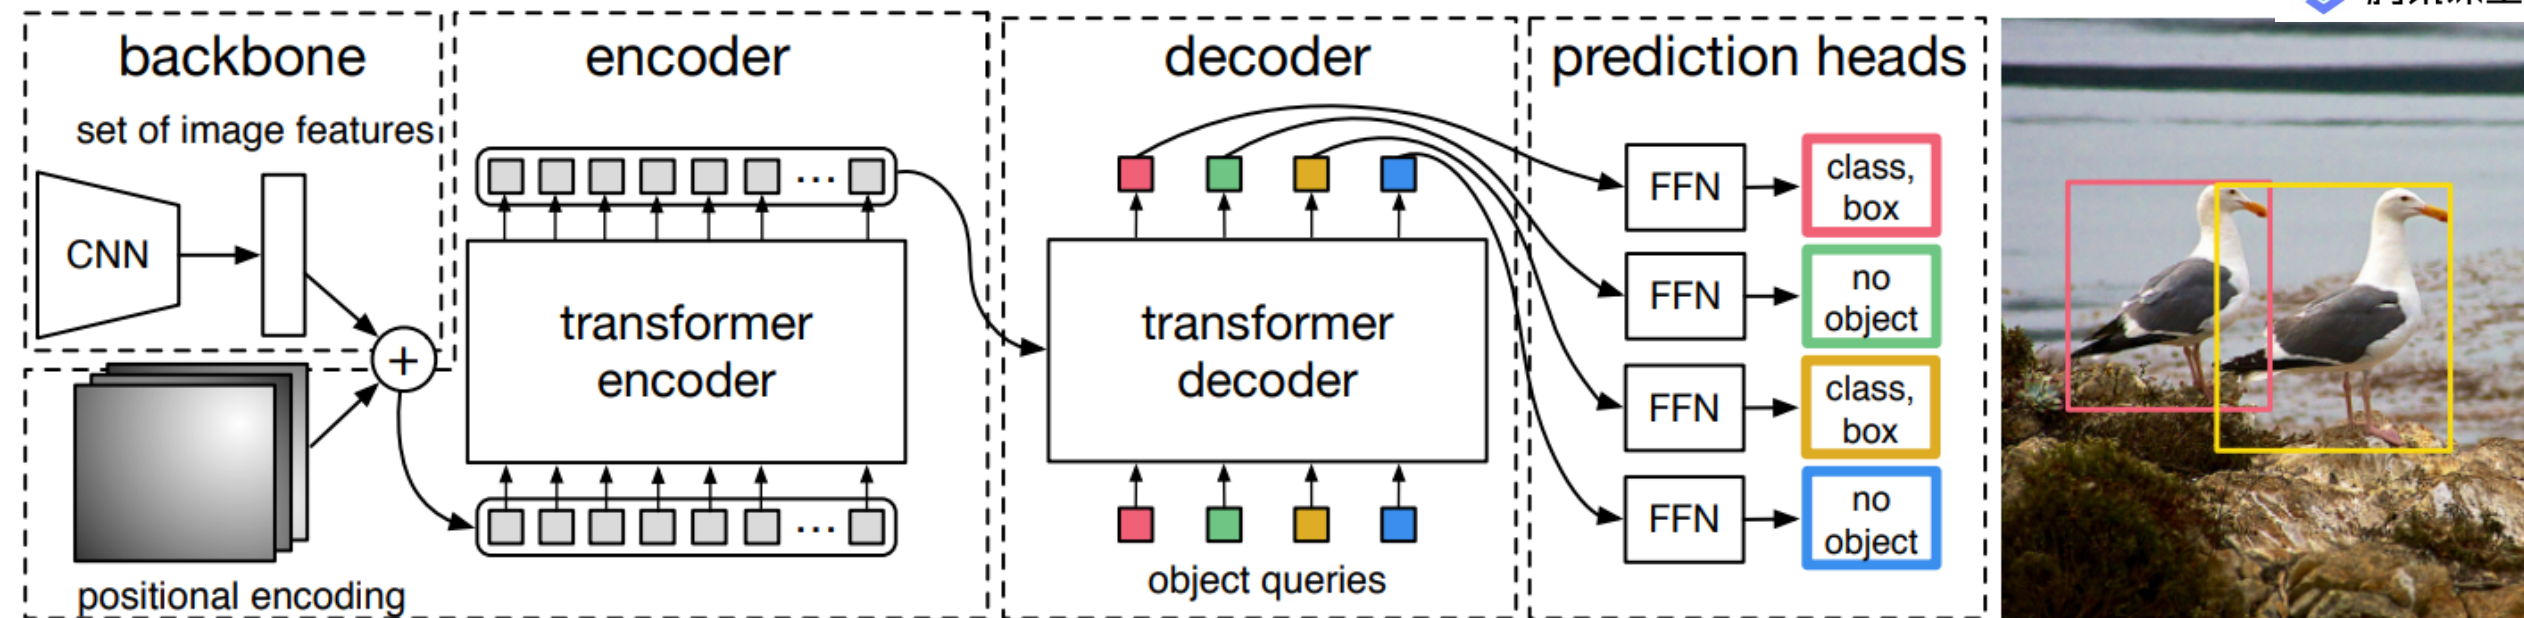 backbone
set of image features
CNN
+
positional encoding
encoder
...
transformer
encoder
...
decoder
transformer
decoder
object queries
prediction heads
FFN
class,
box
FFN
no
object
FFN
class,
box
FFN
no
object